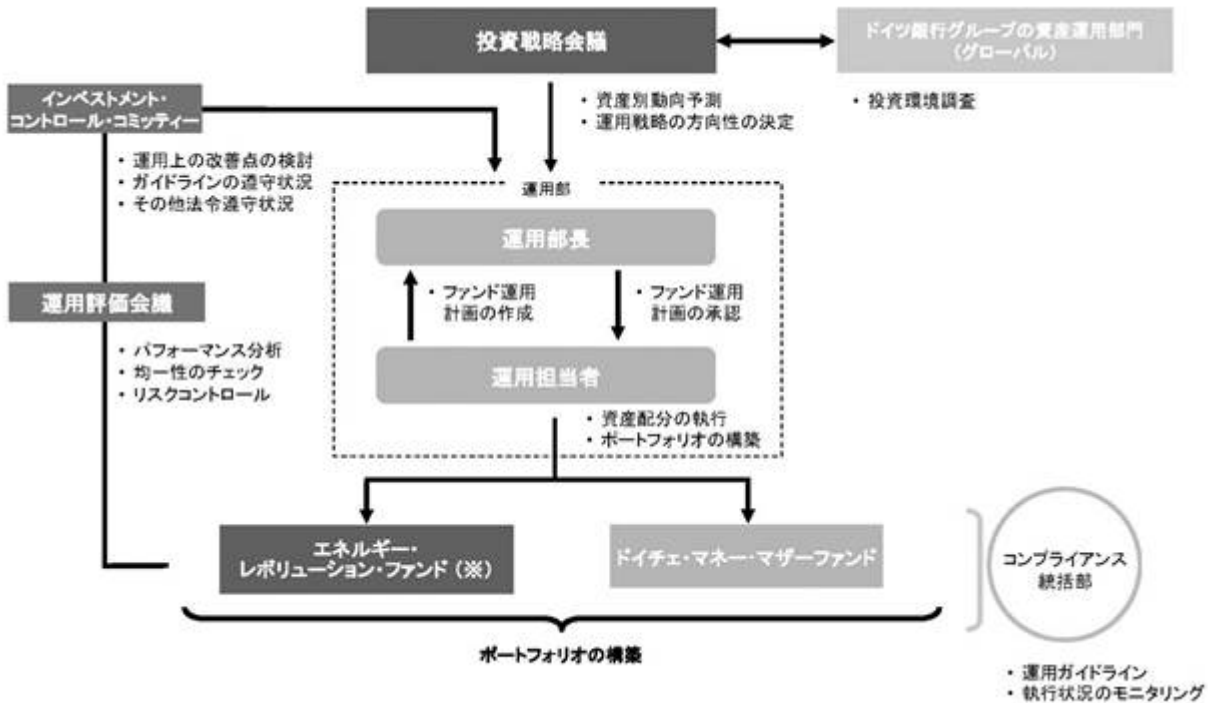 投資戦略会議
ドイツ銀行グループの資産運用部門
(グローバル)
・資産別動向予測
・運用戦略の方向性の決定
・投資環境調査
インベストメント・
コントロール・コミッティー
・運用上の改善点の検討
・ガイドラインの遵守状況
・その他法令遵守状況
運用部
運用部長
・ファンド運用
計画の作成
・ファンド運用
計画の承認
運用担当者
・資産配分の執行
・ポートフォリオの構築
運用評価会議
・パフォーマンス分析
・均一性のチェック
・リスクコントロール
エネルギー・
レボリューション・ファンド(※)
ドイチェ・マネー・マザーファンド
コンプライアンス
統括部
ポートフォリオの構築
・運用ガイドライン
・執行状況のモニタリング